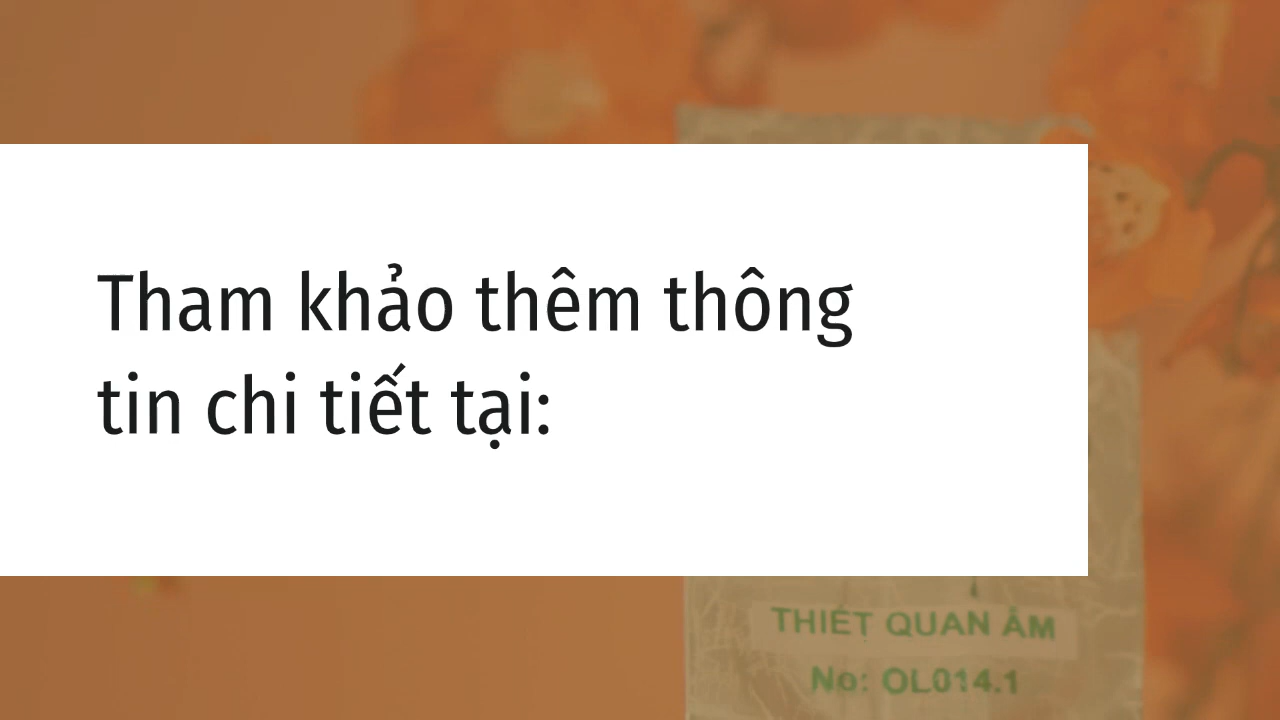 Tham khảo thêm thông
tin chi tiết tại:
THIẾT QUAN ÂM
No: OL014.1